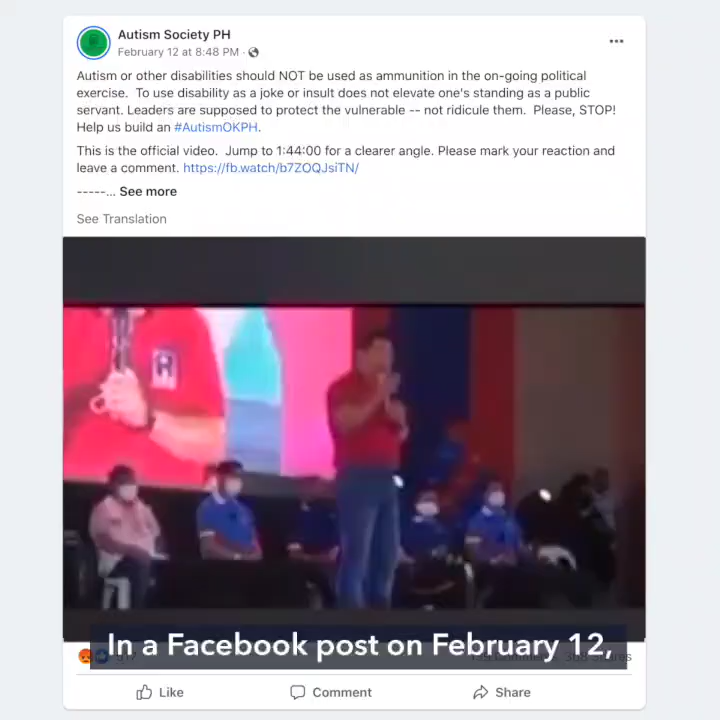 Autism Society PH
February 12 at 8:48 PM ·
Autism or other disabilities should NOT be used as ammunition in the on-going political
exercise. To use disability as a joke or insult does not elevate one's standing as a public
servant. Leaders are supposed to protect the vulnerable -- not ridicule them. Please, STOP!
Help us build an #AutismOKPH.
This is the official video. Jump to 1:44:00 for a clearer angle. Please mark your reaction and
leave a comment. https://fb.watch/b7ZOQJsiTN/
-----... See more
See Translation
In a Facebook post on February 12,
Like
Comment
Share